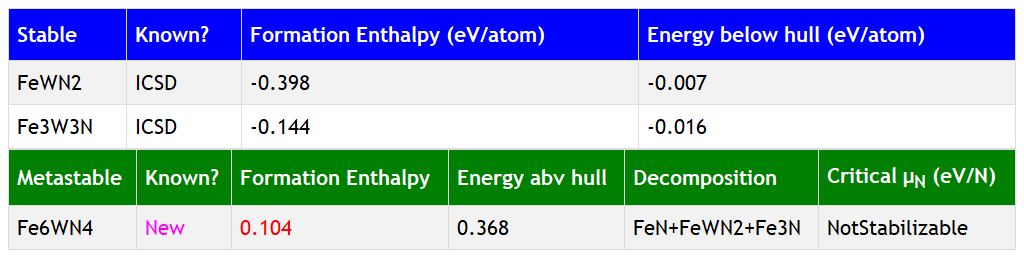 Stable Known? Formation Enthalpy (eV/atom) Energy below hull (eV/atom)
FeWN2 ICSD -0.398 -0.007
Fe3W3N ICSD -0.144 -0.016
Metastable Known? Formation Enthalpy Energy abv hull Decomposition Critical μN (eV/N)
Fe6WN4 New 0.104 0.368 FeN+FeWN2+Fe3N NotStabilizable